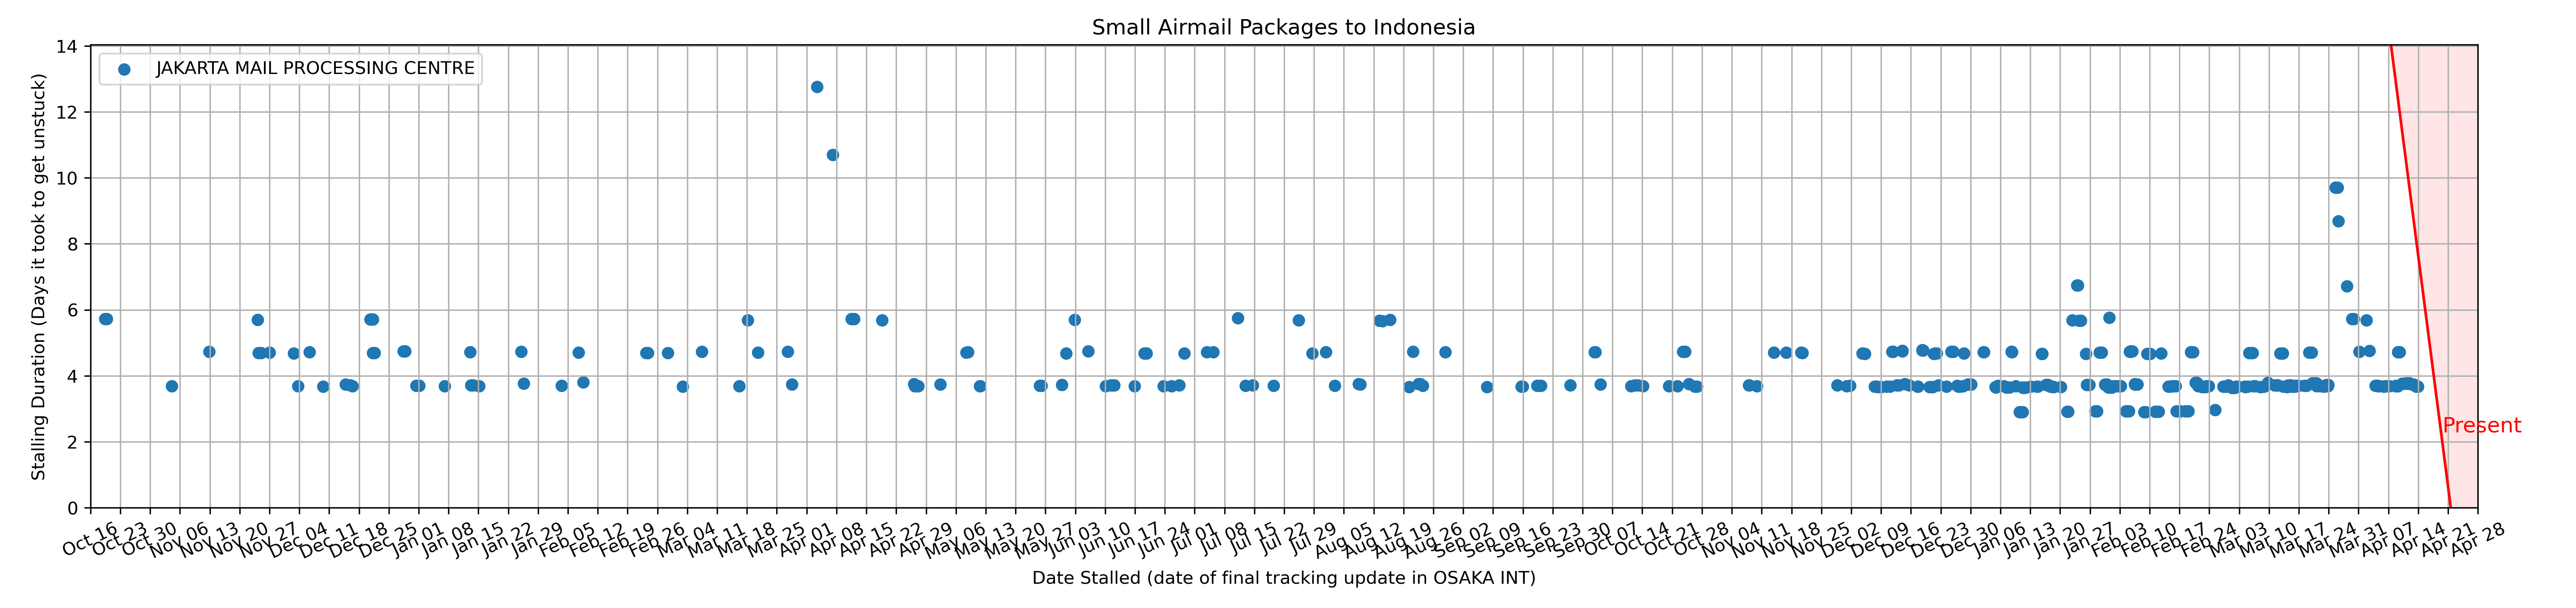 Small Airmail Packages to Indonesia
JAKARTA MAIL PROCESSING CENTRE
Stalling Duration (Days it took to get unstuck)
14
12
10
8
6
4
2
0
Present
Oct 16
Oct 23
Oct 30
Nov 06
Nov 13
Nov 20
Nov 27
Dec 04
Dec 11
Dec 18
Dec 25
Jan 01
Jan 08
Jan 15
Jan 22
Jan 29
Feb 05
Feb 12
Feb 19
Feb 26
Mar 04
Mar 11
Mar 18
Mar 25
Apr 01
Apr 08
Apr 15
Apr 22
Apr 29
May 06
May 13
May 20
May 27
Jun 03
Jun 10
Jun 17
Jun 24
Jul 01
Jul 08
Jul 15
Jul 22
Jul 29
Aug 05
Aug 12
Aug 19
Aug 26
Sep 02
Sep 09
Sep 16
Sep 23
Sep 30
Oct 07
Oct 14
Oct 21
Oct 28
Nov 04
Nov 11
Nov 18
Nov 25
Dec 02
Dec 09
Dec 16
Dec 23
Dec 30
Jan 06
Jan 13
Jan 20
Jan 27
Feb 03
Feb 10
Feb 17
Feb 24
Mar 03
Mar 10
Mar 17
Mar 24
Mar 31
Apr 07
Apr 14
Apr 21
Apr 28
Date Stalled (date of final tracking update in OSAKA INT)